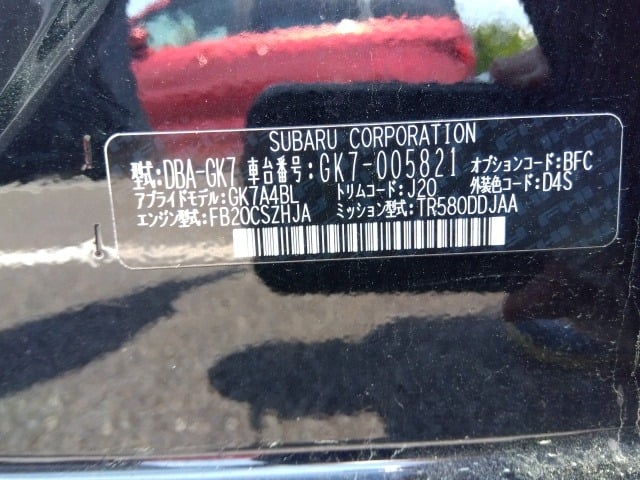 SUBARU CORPORATION
型式:DBA-GK7 車台番号:GK7-005821 オプションコード:BFC
アプライドモデル:GK7A4BL トリムコード:J20 外装色コード:D4S
エンジン型式:FB20CSZHJA ミッション型式:TR580DDJAA